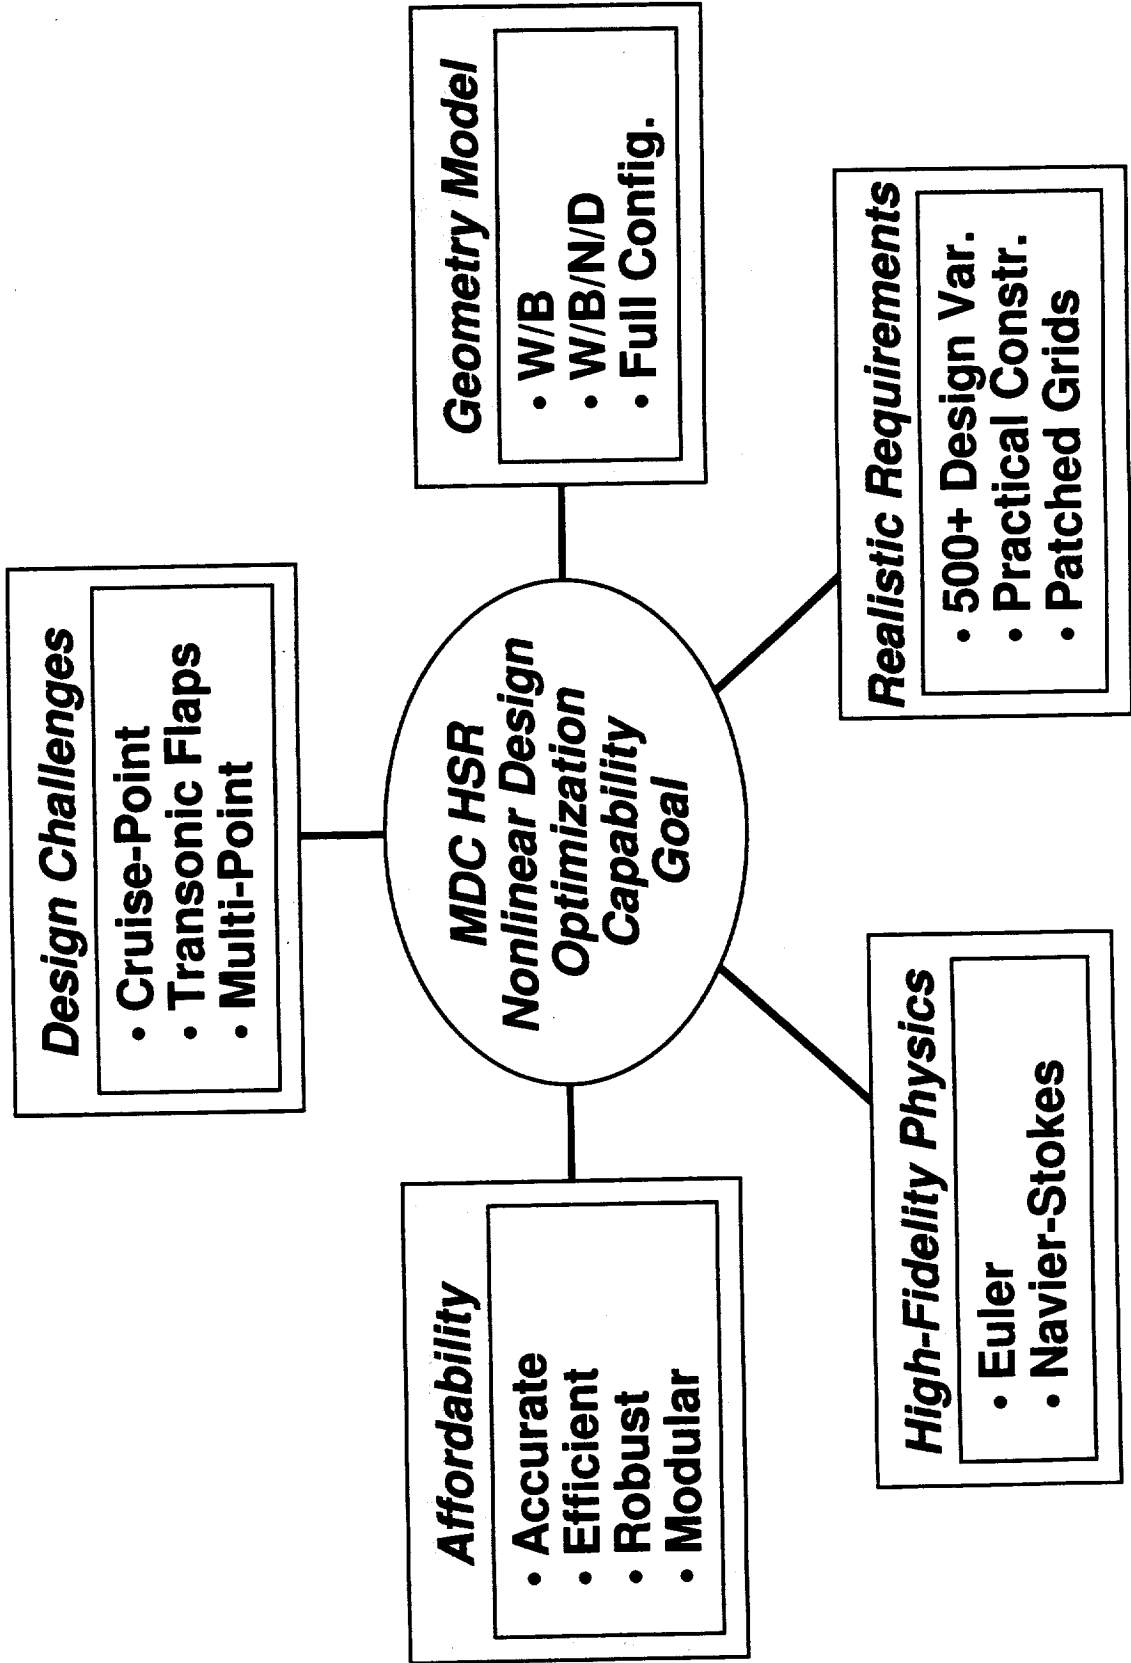 Design Challenges
• Cruise-Point
• Transonic Flaps
• Multi-Point
Affordability
• Accurate
• Efficient
• Robust
• Modular
MDC HSR
Nonlinear Design
Optimization
Capability
Goal
Geometry Model
• W/B
• W/B/N/D
• Full Config.
High-Fidelity Physics
• Euler
• Navier-Stokes
Realistic Requirements
• 500+ Design Var.
• Practical Constr.
• Patched Grids